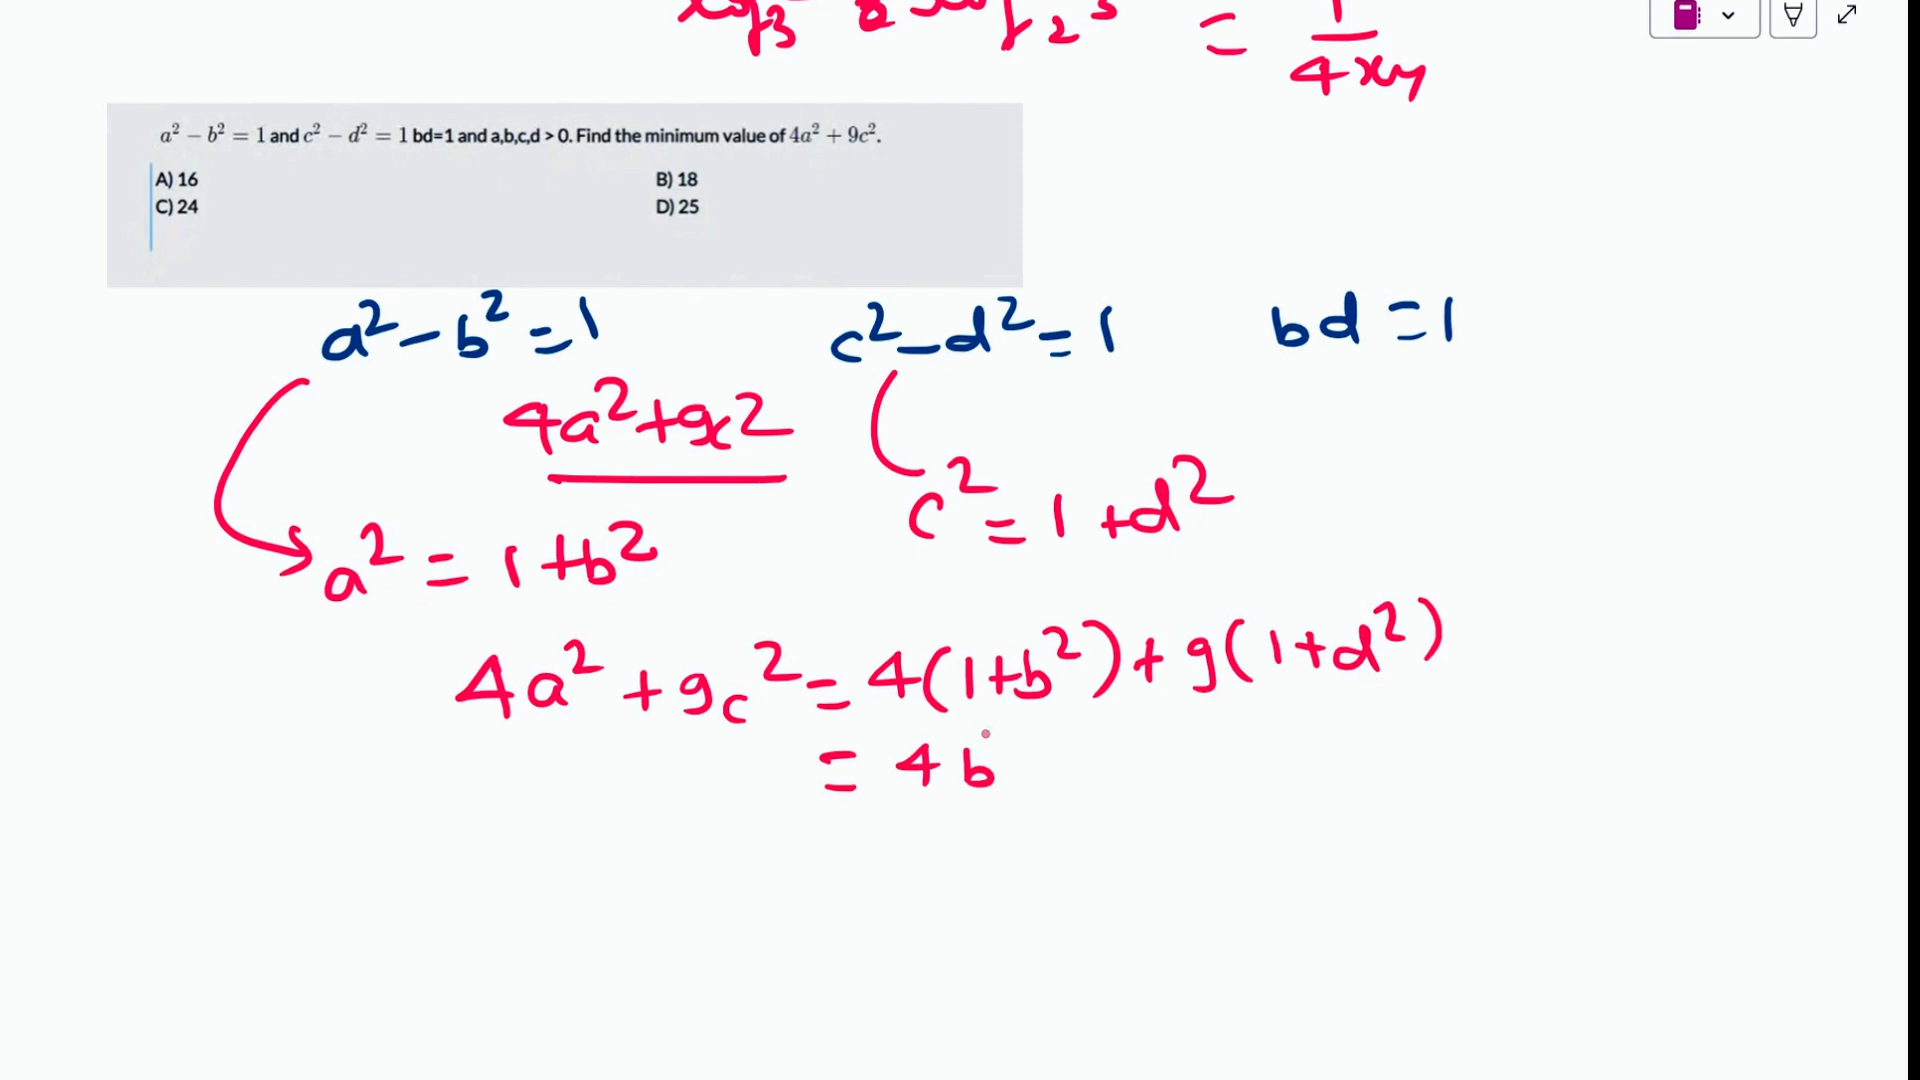 = 1
4xy
a² − b² = 1 and c² − d² = 1 bd=1 and a,b,c,d > 0. Find the minimum value of 4a² + 9c².
A) 16 B) 18
C) 24 D) 25
a² − b² = 1 c² − d² = 1 bd = 1
4a² + 9c²
c² = 1 + d²
a² = 1 + b²
4a² + 9c² = 4(1+b²) + 9(1+d²)
= 4b